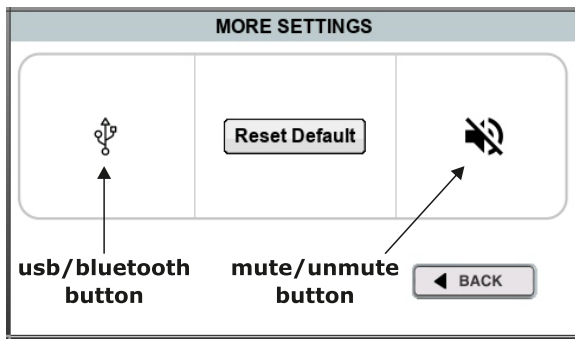 MORE SETTINGS
Reset Default
usb/bluetooth
button
mute/unmute
button
BACK